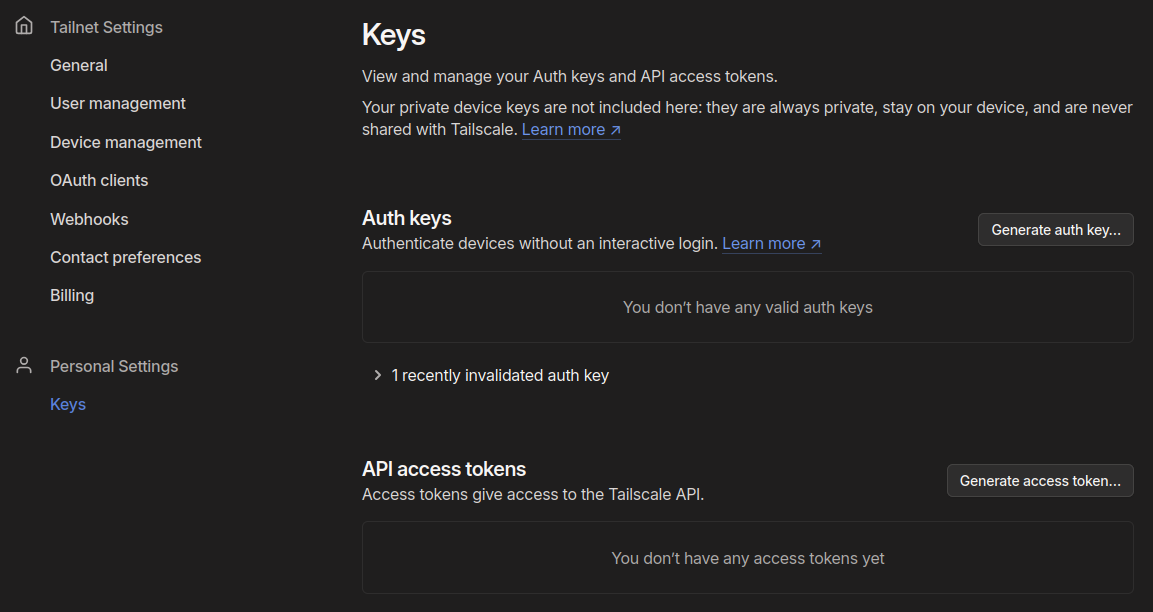 Tailnet Settings
General
User management
Device management
OAuth clients
Webhooks
Contact preferences
Billing
Personal Settings
Keys
Keys
View and manage your Auth keys and API access tokens.
Your private device keys are not included here: they are always private, stay on your device, and are never
shared with Tailscale. Learn more ↗
Auth keys
Authenticate devices without an interactive login. Learn more ↗
Generate auth key...
You don’t have any valid auth keys
1 recently invalidated auth key
API access tokens
Access tokens give access to the Tailscale API.
Generate access token...
You don’t have any access tokens yet